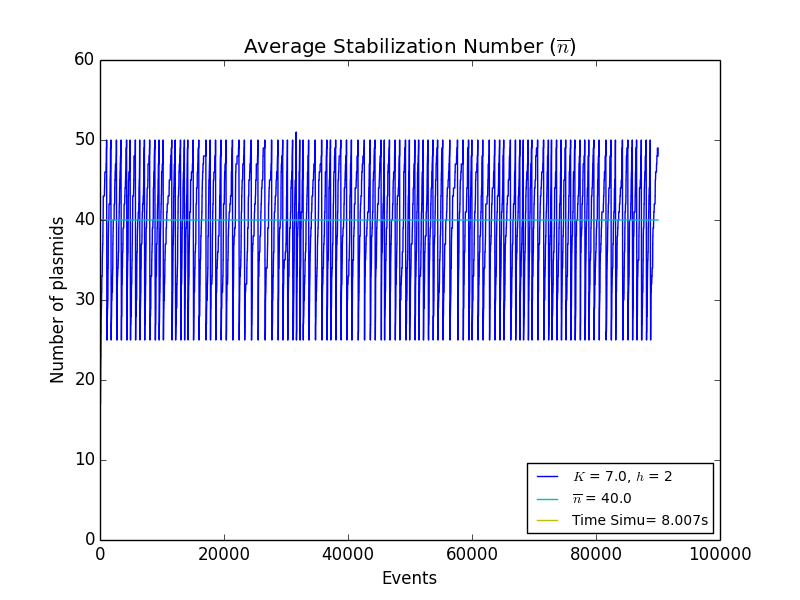 Average Stabilization Number (n̅)
60
50
40
30
20
10
0
Number of plasmids
0 20000 40000 60000 80000 100000
Events
K = 7.0, h = 2
n̅ = 40.0
Time Simu= 8.007s